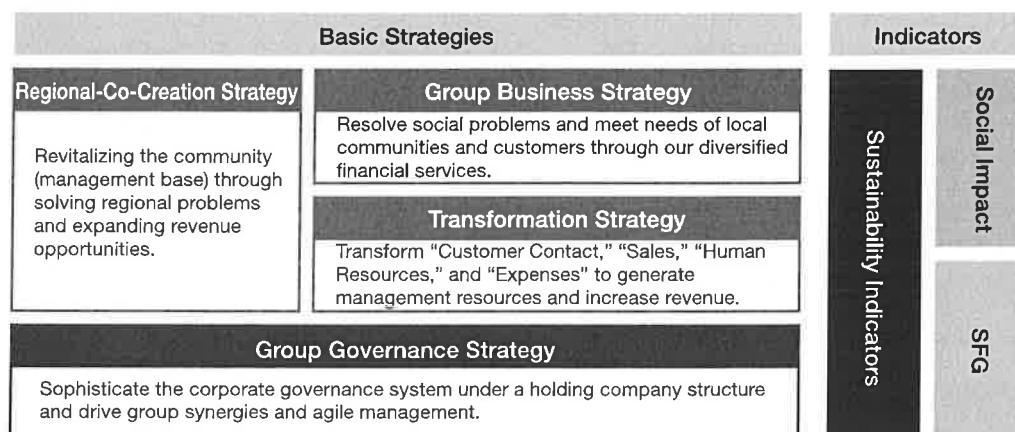 Basic Strategies
Regional-Co-Creation Strategy
Revitalizing the community
(management base) through
solving regional problems
and expanding revenue
opportunities.
Group Business Strategy
Resolve social problems and meet needs of local
communities and customers through our diversified
financial services.
Transformation Strategy
Transform “Customer Contact,” “Sales,” “Human
Resources,” and “Expenses” to generate
management resources and increase revenue.
Group Governance Strategy
Sophisticate the corporate governance system under a holding company structure
and drive group synergies and agile management.
Indicators
Sustainability Indicators
Social Impact
SFG